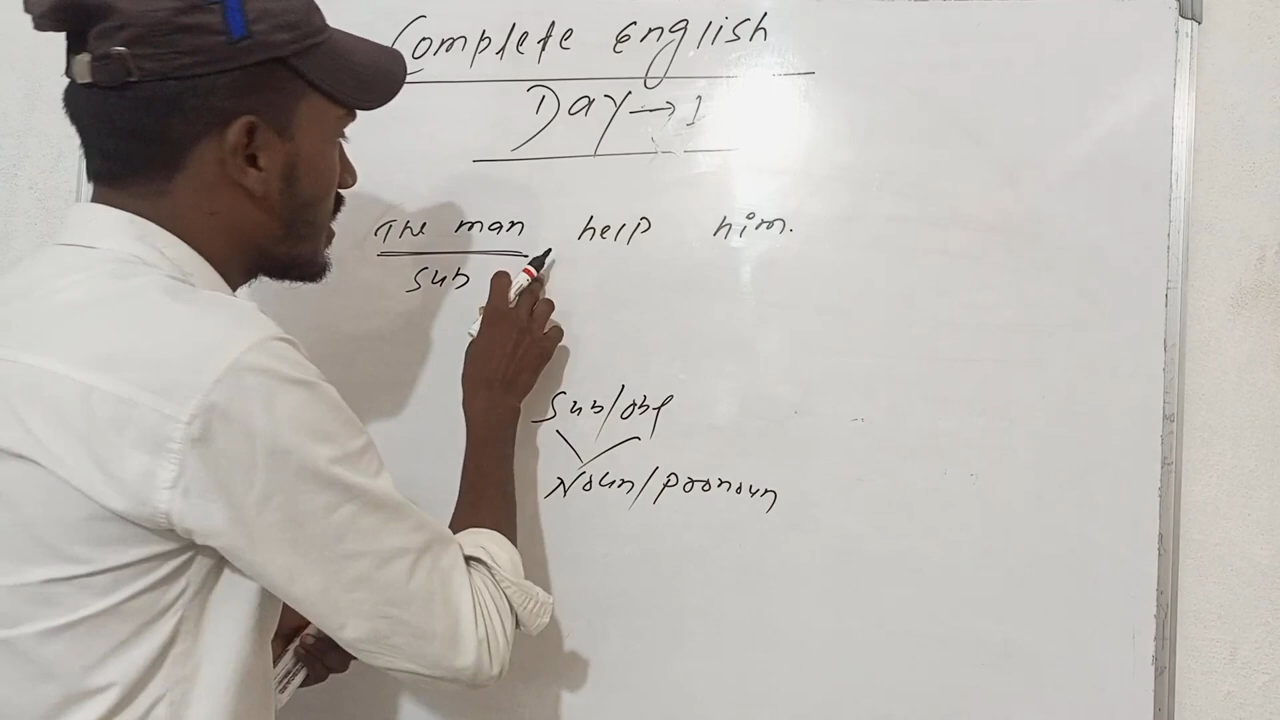 Complete English
Day → 1
The man help him.
Sub
Sub/obj
Noun/pronoun